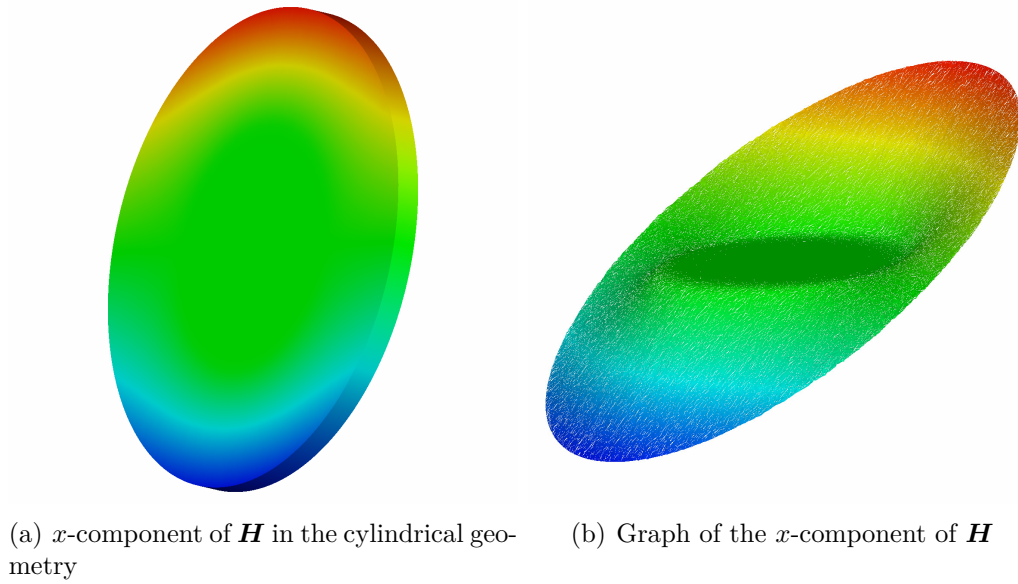 (a) x-component of H in the cylindrical geo-
metry
(b) Graph of the x-component of H